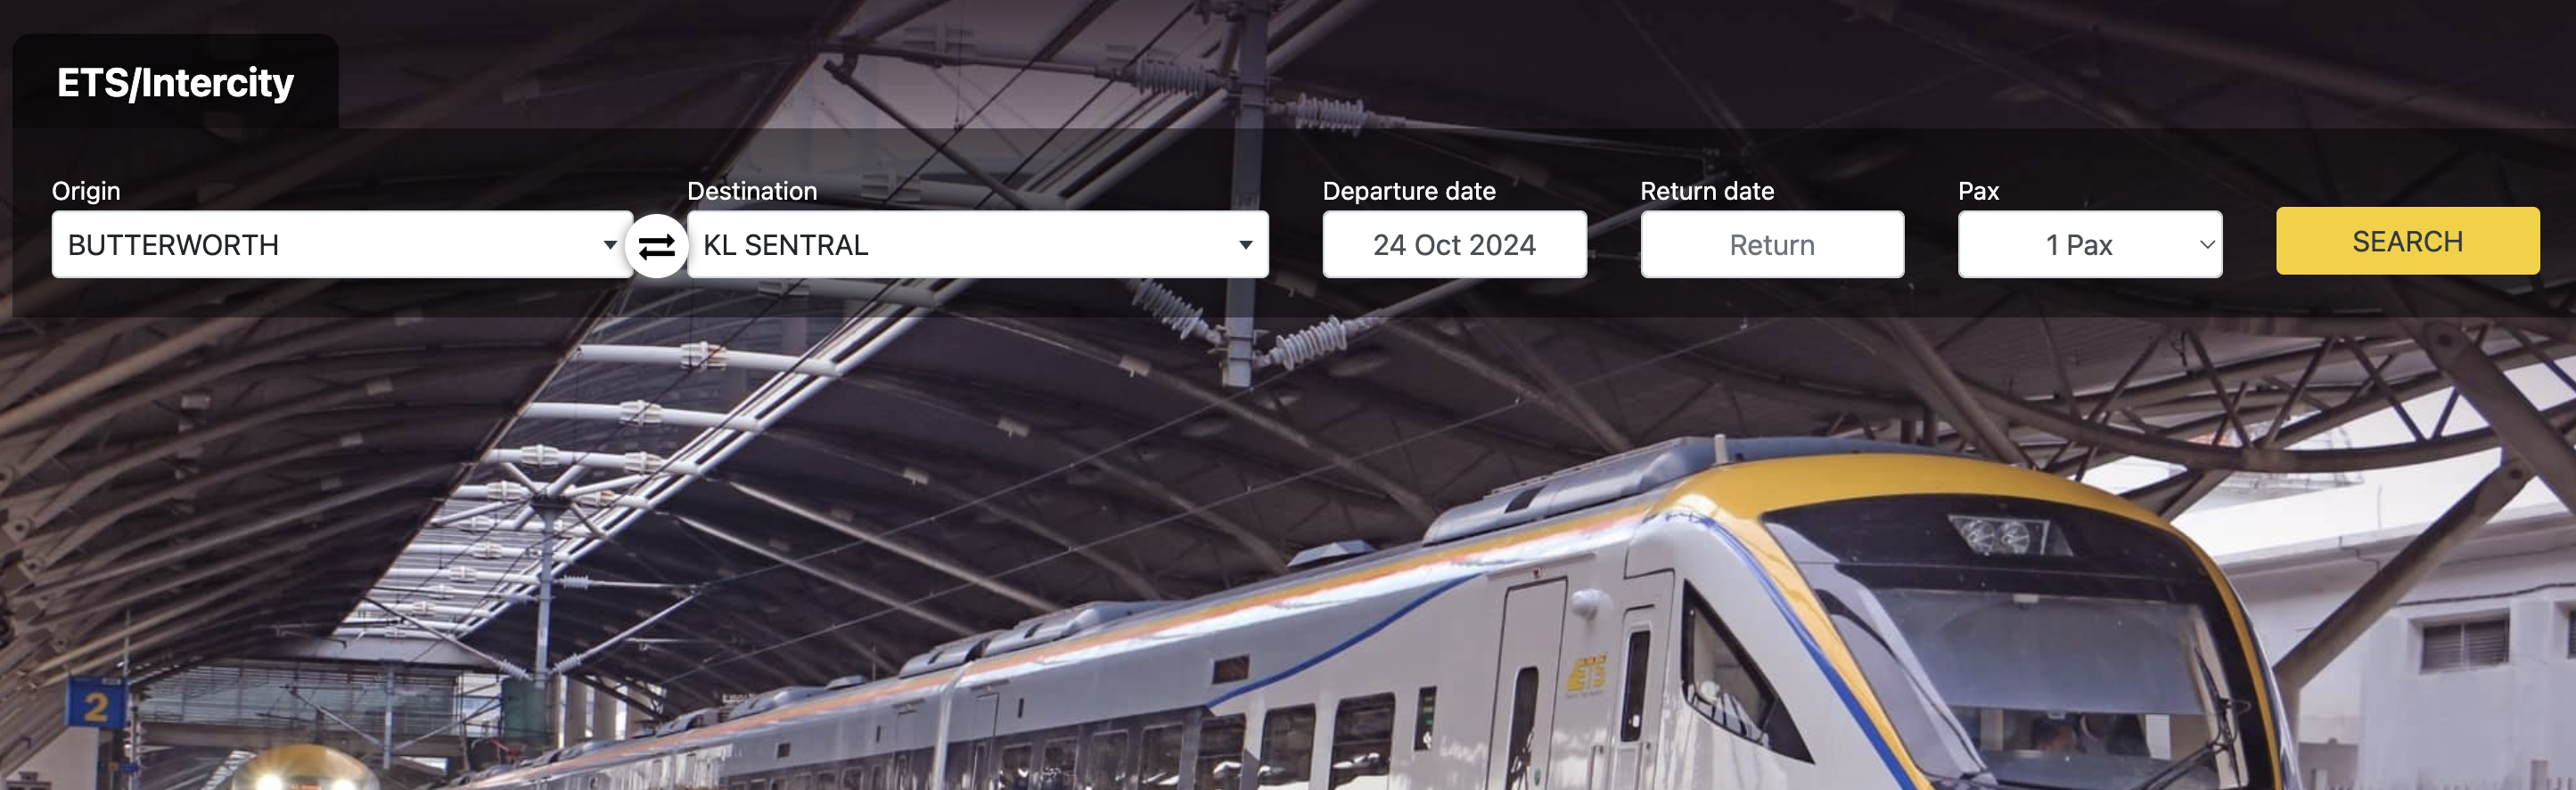 ETS/Intercity
Origin
Destination
Departure date
Return date
Pax
BUTTERWORTH
KL SENTRAL
24 Oct 2024
Return
1 Pax
SEARCH
ETS
2